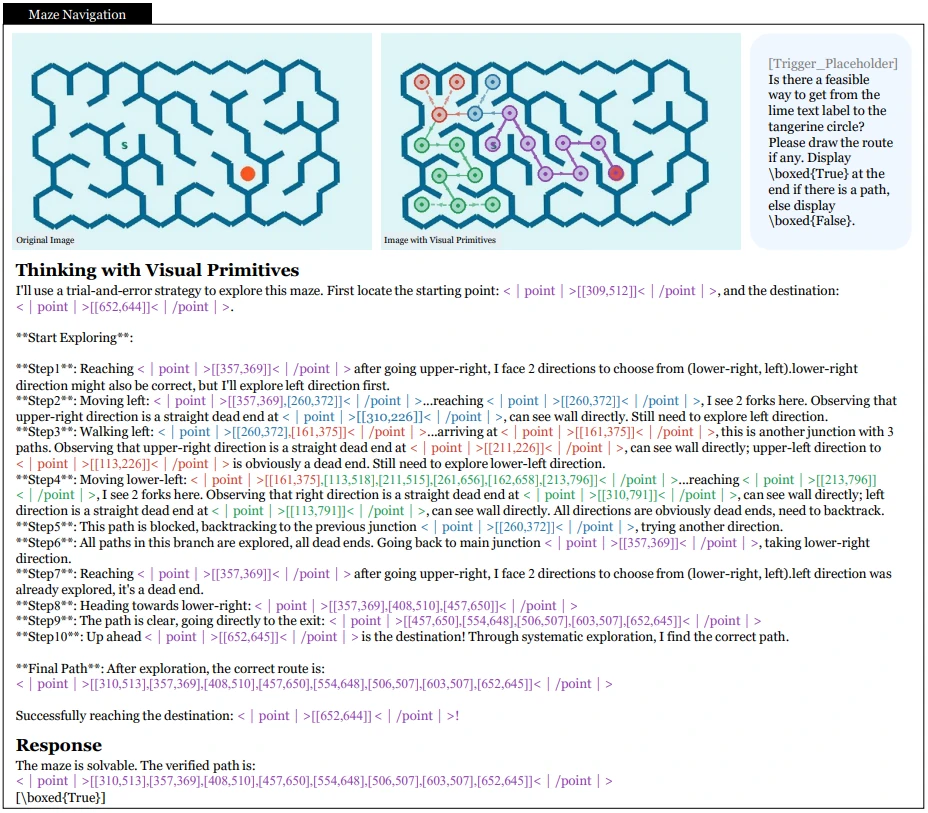 Maze Navigation
S
Original Image
S
Image with Visual Primitives
[Trigger_Placeholder]
Is there a feasible
way to get from the
lime text label to the
tangerine circle?
Please draw the route
if any. Display
\boxed{True} at the
end if there is a path,
else display
\boxed{False}.
Thinking with Visual Primitives
I'll use a trial-and-error strategy to explore this maze. First locate the starting point: < | point | >[[309,512]]< | /point | >, and the destination:
< | point | >[[652,644]]< | /point | >.
**Start Exploring**:
**Step1**: Reaching < | point | >[[357,369]]< | /point | > after going upper-right, I face 2 directions to choose from (lower-right, left).lower-right
direction might also be correct, but I'll explore left direction first.
**Step2**: Moving left: < | point | >[[357,369],[260,372]]< | /point | >...reaching < | point | >[[260,372]]< | /point | >, I see 2 forks here. Observing that
upper-right direction is a straight dead end at < | point | >[[310,226]]< | /point | >, can see wall directly. Still need to explore left direction.
**Step3**: Walking left: < | point | >[[260,372],[161,375]]< | /point | >...arriving at < | point | >[[161,375]]< | /point | >, this is another junction with 3
paths. Observing that upper-right direction is a straight dead end at < | point | >[[211,226]]< | /point | >, can see wall directly; upper-left direction to
< | point | >[[113,226]]< | /point | > is obviously a dead end. Still need to explore lower-left direction.
**Step4**: Moving lower-left: < | point | >[[161,375],[113,518],[211,515],[261,656],[162,658],[213,796]]< | /point | >...reaching < | point | >[[213,796]]
< | /point | >, I see 2 forks here. Observing that right direction is a straight dead end at < | point | >[[310,791]]< | /point | >, can see wall directly; left
direction is a straight dead end at < | point | >[[113,791]]< | /point | >, can see wall directly. All directions are obviously dead ends, need to backtrack.
**Step5**: This path is blocked, backtracking to the previous junction < | point | >[[260,372]]< | /point | >, trying another direction.
**Step6**: All paths in this branch are explored, all dead ends. Going back to main junction < | point | >[[357,369]]< | /point | >, taking lower-right
direction.
**Step7**: Reaching < | point | >[[357,369]]< | /point | > after going upper-right, I face 2 directions to choose from (lower-right, left).left direction was
already explored, it's a dead end.
**Step8**: Heading towards lower-right: < | point | >[[357,369],[408,510],[457,650]]< | /point | >
**Step9**: The path is clear, going directly to the exit: < | point | >[[457,650],[554,648],[506,507],[603,507],[652,645]]< | /point | >
**Step10**: Up ahead < | point | >[[652,645]]< | /point | > is the destination! Through systematic exploration, I find the correct path.
**Final Path**: After exploration, the correct route is:
< | point | >[[310,513],[357,369],[408,510],[457,650],[554,648],[506,507],[603,507],[652,645]]< | /point | >
Successfully reaching the destination: < | point | >[[652,644]]< | /point | >!
Response
The maze is solvable. The verified path is:
< | point | >[[310,513],[357,369],[408,510],[457,650],[554,648],[506,507],[603,507],[652,645]]< | /point | >
[\boxed{True}]